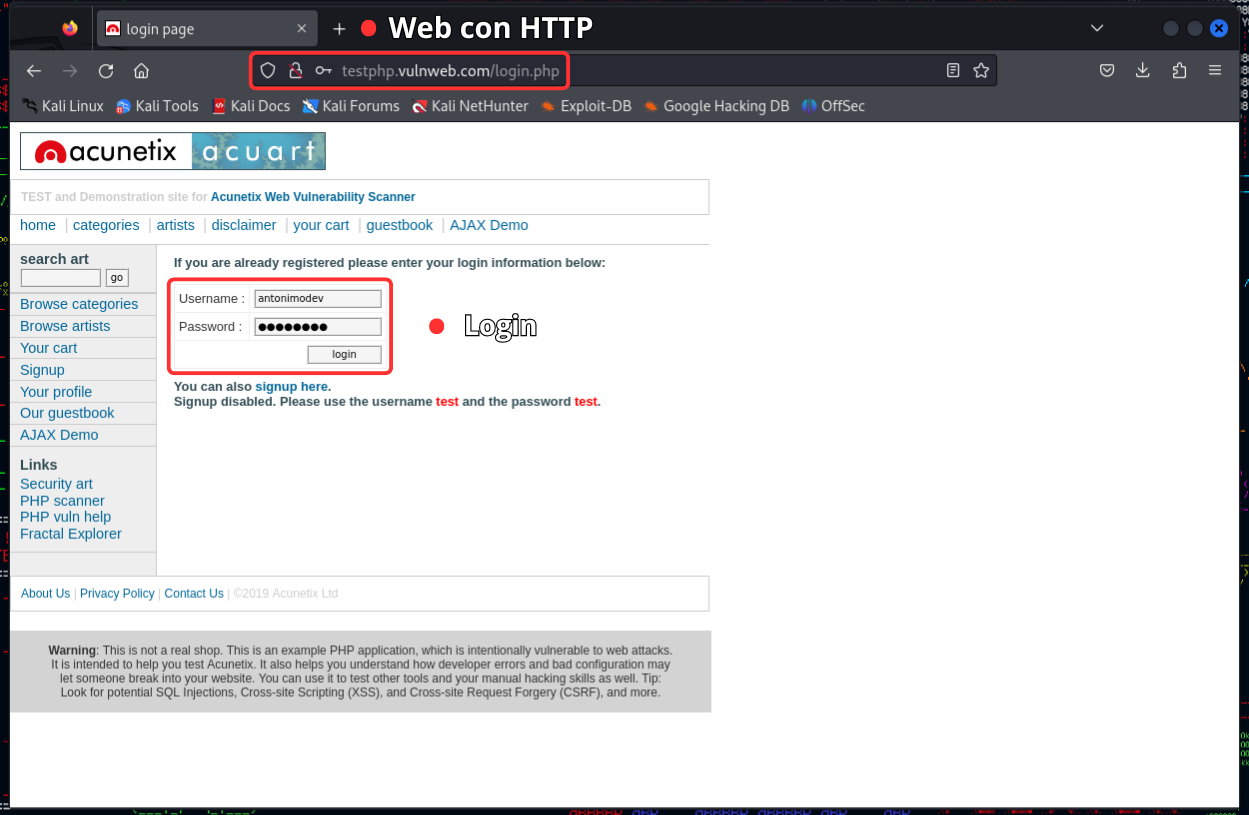 login page
Web con HTTP
testphp.vulnweb.com/login.php
Kali Linux Kali Tools Kali Docs Kali Forums Kali NetHunter Exploit-DB Google Hacking DB OffSec
acunetix acuart
TEST and Demonstration site for Acunetix Web Vulnerability Scanner
home | categories | artists | disclaimer | your cart | guestbook | AJAX Demo
search art
go
Browse categories
Browse artists
Your cart
Signup
Your profile
Our guestbook
AJAX Demo
Links
Security art
PHP scanner
PHP vuln help
Fractal Explorer
If you are already registered please enter your login information below:
Username : antonimodev
Password : ●●●●●●●●
login
Login
You can also signup here.
Signup disabled. Please use the username test and the password test.
About Us | Privacy Policy | Contact Us | ©2019 Acunetix Ltd
Warning: This is not a real shop. This is an example PHP application, which is intentionally vulnerable to web attacks.
It is intended to help you test Acunetix. It also helps you understand how developer errors and bad configuration may
let someone break into your website. You can use it to test other tools and your manual hacking skills as well. Tip:
Look for potential SQL Injections, Cross-site Scripting (XSS), and Cross-site Request Forgery (CSRF), and more.